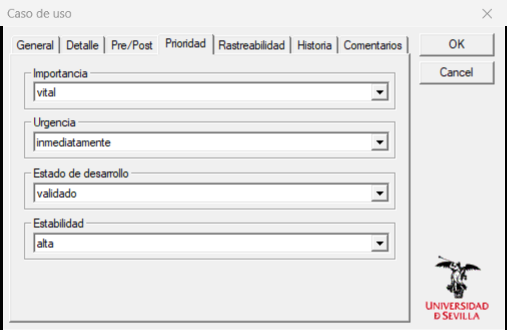 Caso de uso
General Detalle Pre/Post Prioridad Rastreabilidad Historia Comentarios
OK
Cancel
Importancia
vital
Urgencia
inmediatamente
Estado de desarrollo
validado
Estabilidad
alta
UNIVERSIDAD
D SEVILLA